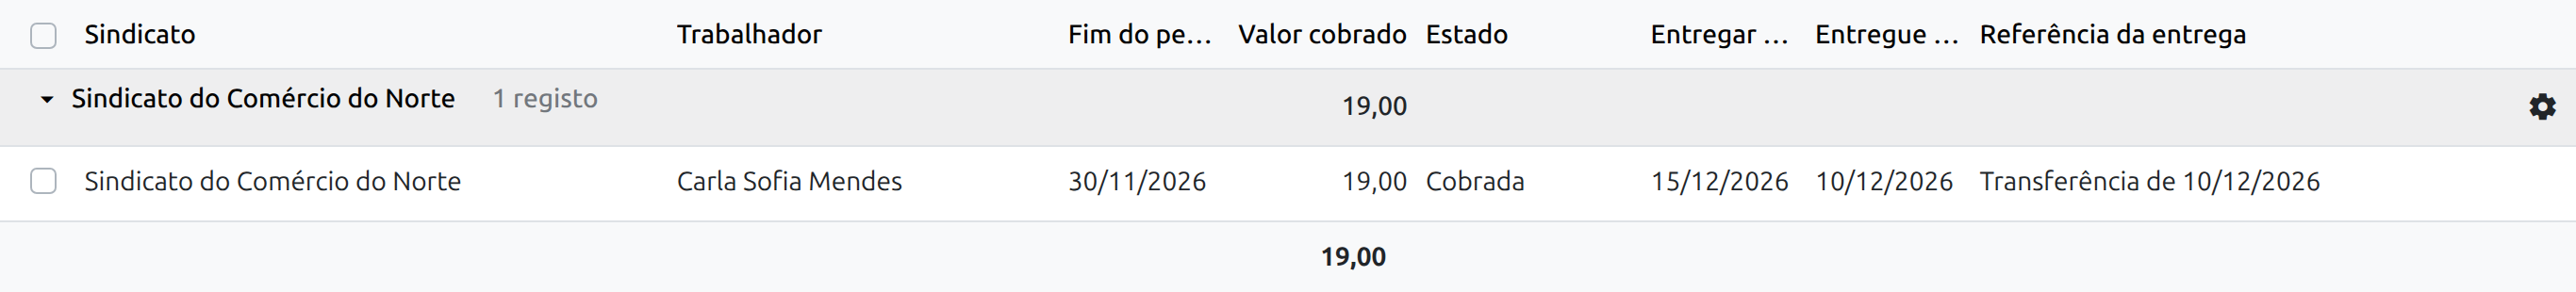 Sindicato Trabalhador Fim do pe... Valor cobrado Estado Entregar ... Entregue ... Referência da entrega
Sindicato do Comércio do Norte 1 registo 19,00
Sindicato do Comércio do Norte Carla Sofia Mendes 30/11/2026 19,00 Cobrada 15/12/2026 10/12/2026 Transferência de 10/12/2026
19,00